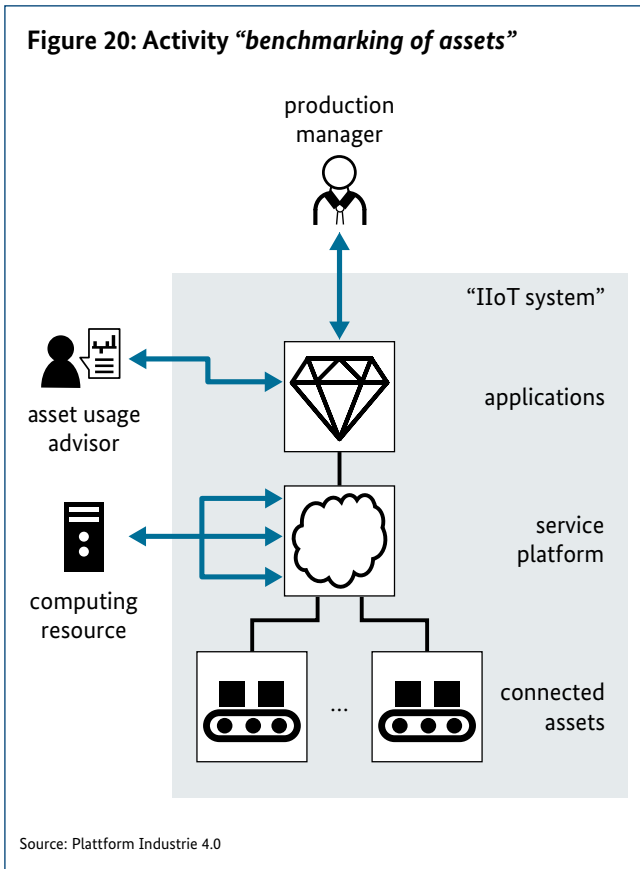 Figure 20: Activity “benchmarking of assets”
production
manager
“IIoT system”
asset usage
advisor
applications
computing
resource
service
platform
...
connected
assets
Source: Plattform Industrie 4.0